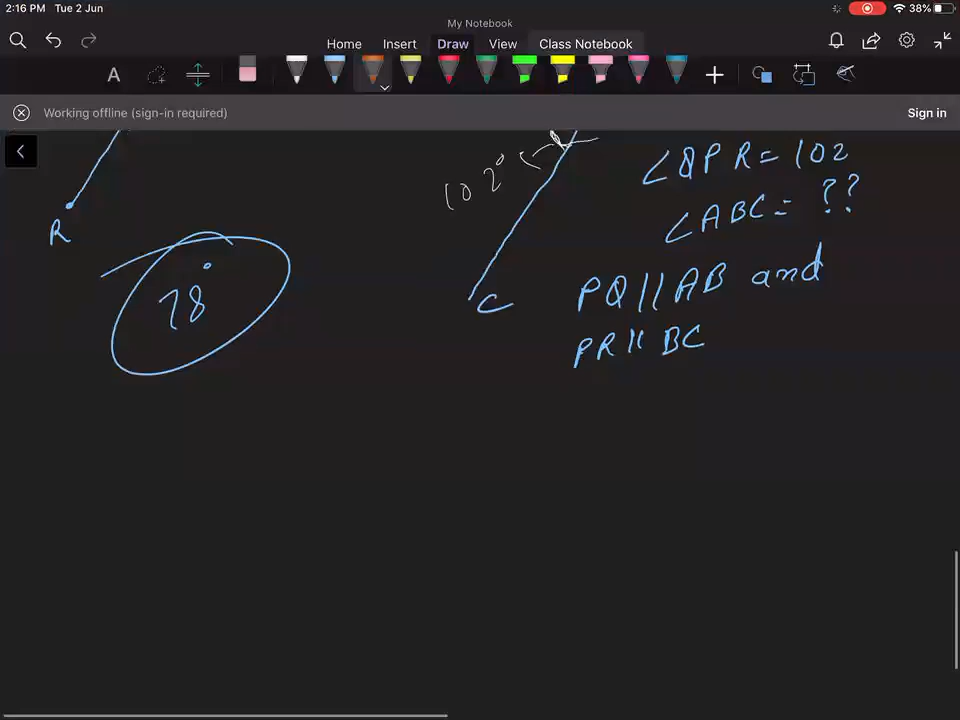 2:16 PM Tue 2 Jun
38%
My Notebook
Home Insert Draw View Class Notebook
A
Working offline (sign-in required) Sign in
102°
∠QPR = 102
∠ABC = ??
R
78°
C
PQ || AB and
PR || BC